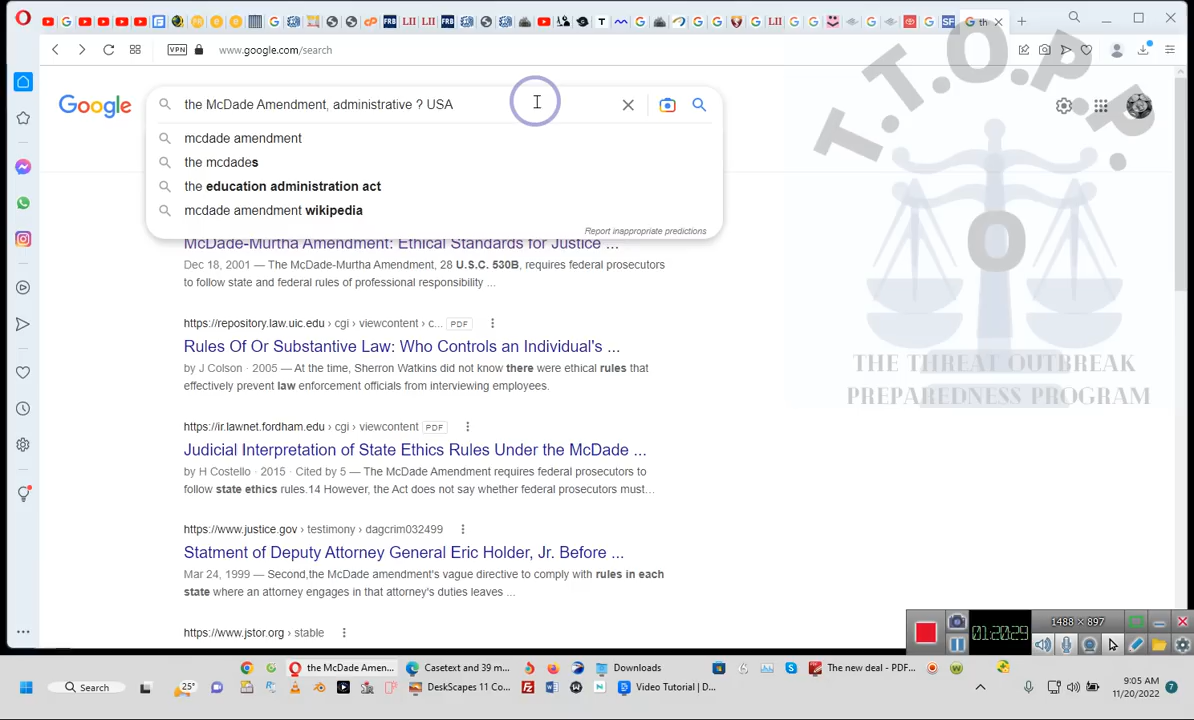 th
VPN
www.google.com/search
T.T.O.P.P.
O
Google
the McDade Amendment, administrative ? USA
mcdade amendment
the mcdades
the education administration act
mcdade amendment wikipedia
Report inappropriate predictions
McDade-Murtha Amendment: Ethical Standards for Justice ...
Dec 18, 2001 — The McDade-Murtha Amendment, 28 U.S.C. 530B, requires federal prosecutors
to follow state and federal rules of professional responsibility ...
https://repository.law.uic.edu › cgi › viewcontent › c... PDF
Rules Of Or Substantive Law: Who Controls an Individual's ...
by J Colson · 2005 — At the time, Sherron Watkins did not know there were ethical rules that
effectively prevent law enforcement officials from interviewing employees.
https://ir.lawnet.fordham.edu › cgi › viewcontent PDF
Judicial Interpretation of State Ethics Rules Under the McDade ...
by H Costello · 2015 · Cited by 5 — The McDade Amendment requires federal prosecutors to
follow state ethics rules.14 However, the Act does not say whether federal prosecutors must...
https://www.justice.gov › testimony › dagcrim032499
Statment of Deputy Attorney General Eric Holder, Jr. Before ...
Mar 24, 1999 — Second,the McDade amendment's vague directive to comply with rules in each
state where an attorney engages in that attorney's duties leaves ...
https://www.jstor.org › stable
THE THREAT OUTBREAK
PREPAREDNESS PROGRAM
1488 × 897
01:20:29
the McDade Amen...
Casetext and 39 m...
Downloads
The new deal - PDF...
Search
25°
DeskScapes 11 Co...
Video Tutorial | D...
9:05 AM
11/20/2022
7